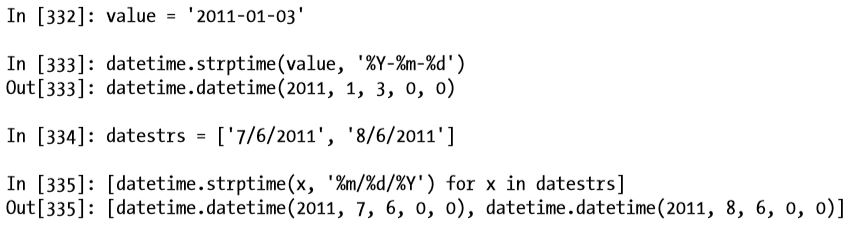 In [332]: value = '2011-01-03'
In [333]: datetime.strptime(value, '%Y-%m-%d')
Out[333]: datetime.datetime(2011, 1, 3, 0, 0)
In [334]: datestrs = ['7/6/2011', '8/6/2011']
In [335]: [datetime.strptime(x, '%m/%d/%Y') for x in datestrs]
Out[335]: [datetime.datetime(2011, 7, 6, 0, 0), datetime.datetime(2011, 8, 6, 0, 0)]